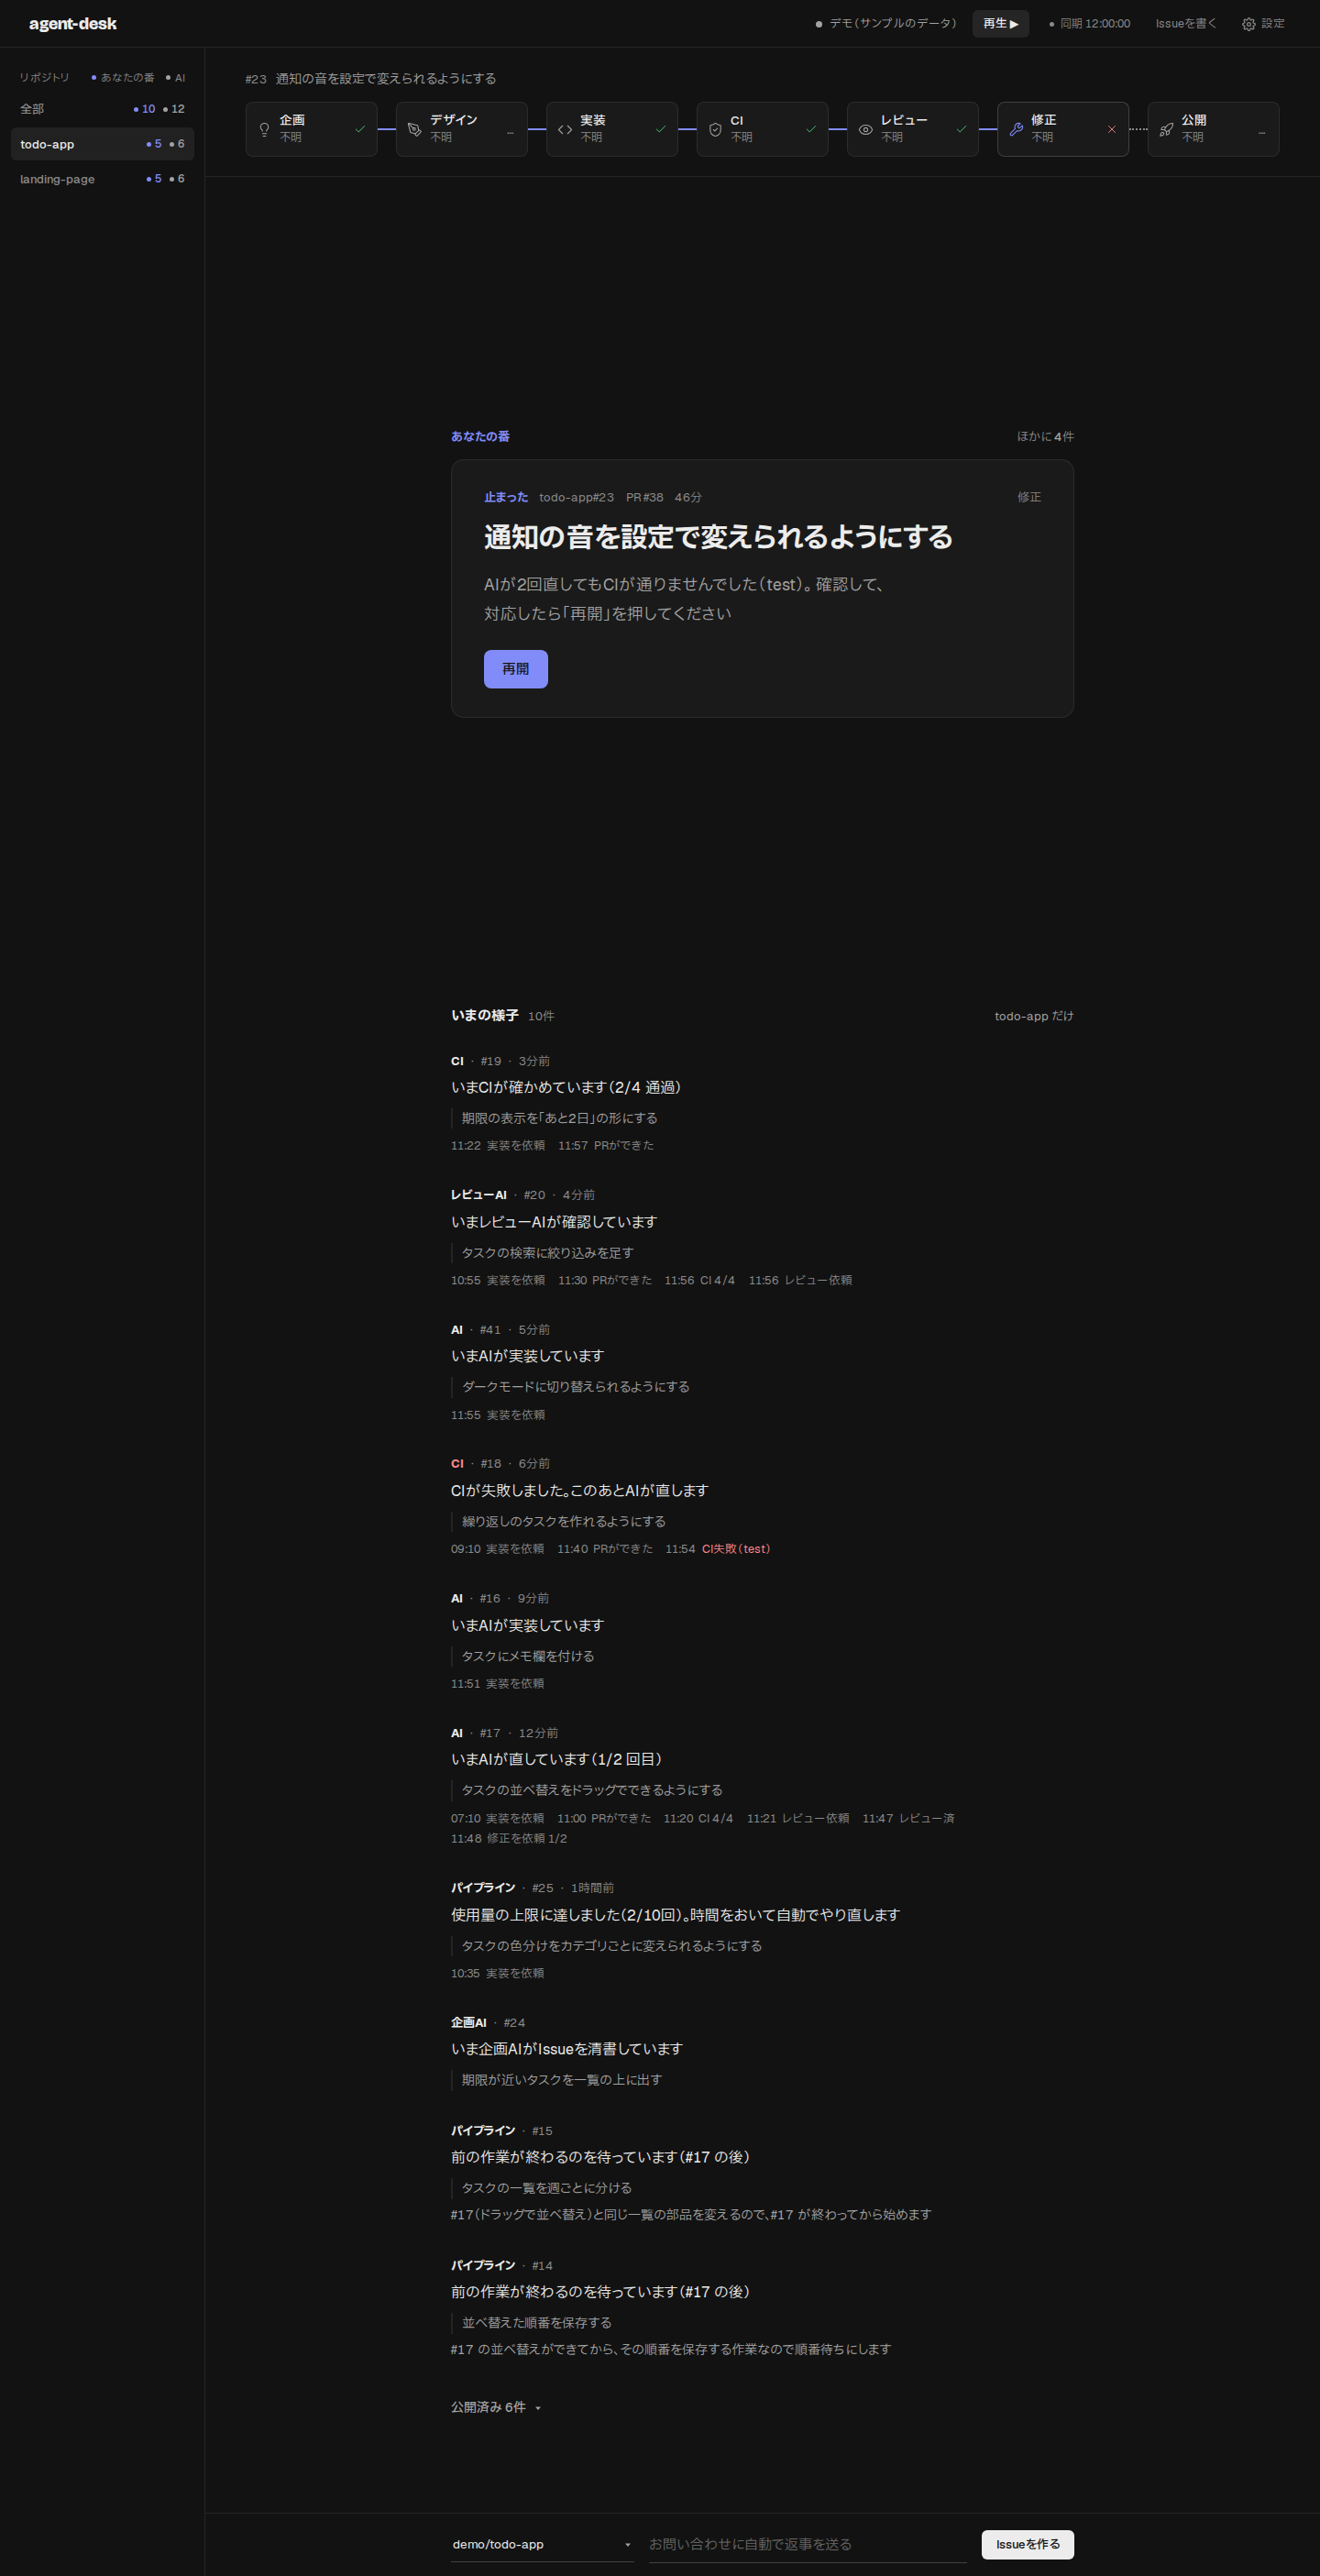 agent-desk
デモ（サンプルのデータ） 再生 ▶ 同期 12:00:00 Issueを書く 設定
リポジトリ あなたの番 AI
全部 10 12
todo-app 5 6
landing-page 5 6
#23 通知の音を設定で変えられるようにする
企画 デザイン 実装 CI レビュー 修正 公開
不明 不明 不明 不明 不明 不明 不明
あなたの番 ほかに4件
止まった todo-app#23 PR#38 46分 修正
通知の音を設定で変えられるようにする
AIが2回直してもCIが通りませんでした（test）。確認して、
対応したら「再開」を押してください
再開
いまの様子 10件 todo-app だけ
CI · #19 · 3分前
いまCIが確かめています（2/4 通過）
期限の表示を「あと2日」の形にする
11:22 実装を依頼 11:57 PRができた
レビューAI · #20 · 4分前
いまレビューAIが確認しています
タスクの検索に絞り込みを足す
10:55 実装を依頼 11:30 PRができた 11:56 CI 4/4 11:56 レビュー依頼
AI · #41 · 5分前
いまAIが実装しています
ダークモードに切り替えられるようにする
11:55 実装を依頼
CI · #18 · 6分前
CIが失敗しました。このあとAIが直します
繰り返しのタスクを作れるようにする
09:10 実装を依頼 11:40 PRができた 11:54 CI失敗（test）
AI · #16 · 9分前
いまAIが実装しています
タスクにメモ欄を付ける
11:51 実装を依頼
AI · #17 · 12分前
いまAIが直しています（1/2 回目）
タスクの並べ替えをドラッグでできるようにする
07:10 実装を依頼 11:00 PRができた 11:20 CI 4/4 11:21 レビュー依頼 11:47 レビュー済
11:48 修正を依頼 1/2
パイプライン · #25 · 1時間前
使用量の上限に達しました（2/10回）。時間をおいて自動でやり直します
タスクの色分けをカテゴリごとに変えられるようにする
10:35 実装を依頼
企画AI · #24
いま企画AIがIssueを清書しています
期限が近いタスクを一覧の上に出す
パイプライン · #15
前の作業が終わるのを待っています（#17 の後）
タスクの一覧を週ごとに分ける
#17（ドラッグで並べ替え）と同じ一覧の部品を変えるので、#17 が終わってから始めます
パイプライン · #14
前の作業が終わるのを待っています（#17 の後）
並べ替えた順番を保存する
#17 の並べ替えができてから、その順番を保存する作業なので順番待ちにします
公開済み 6件
demo/todo-app お問い合わせに自動で返事を送る Issueを作る